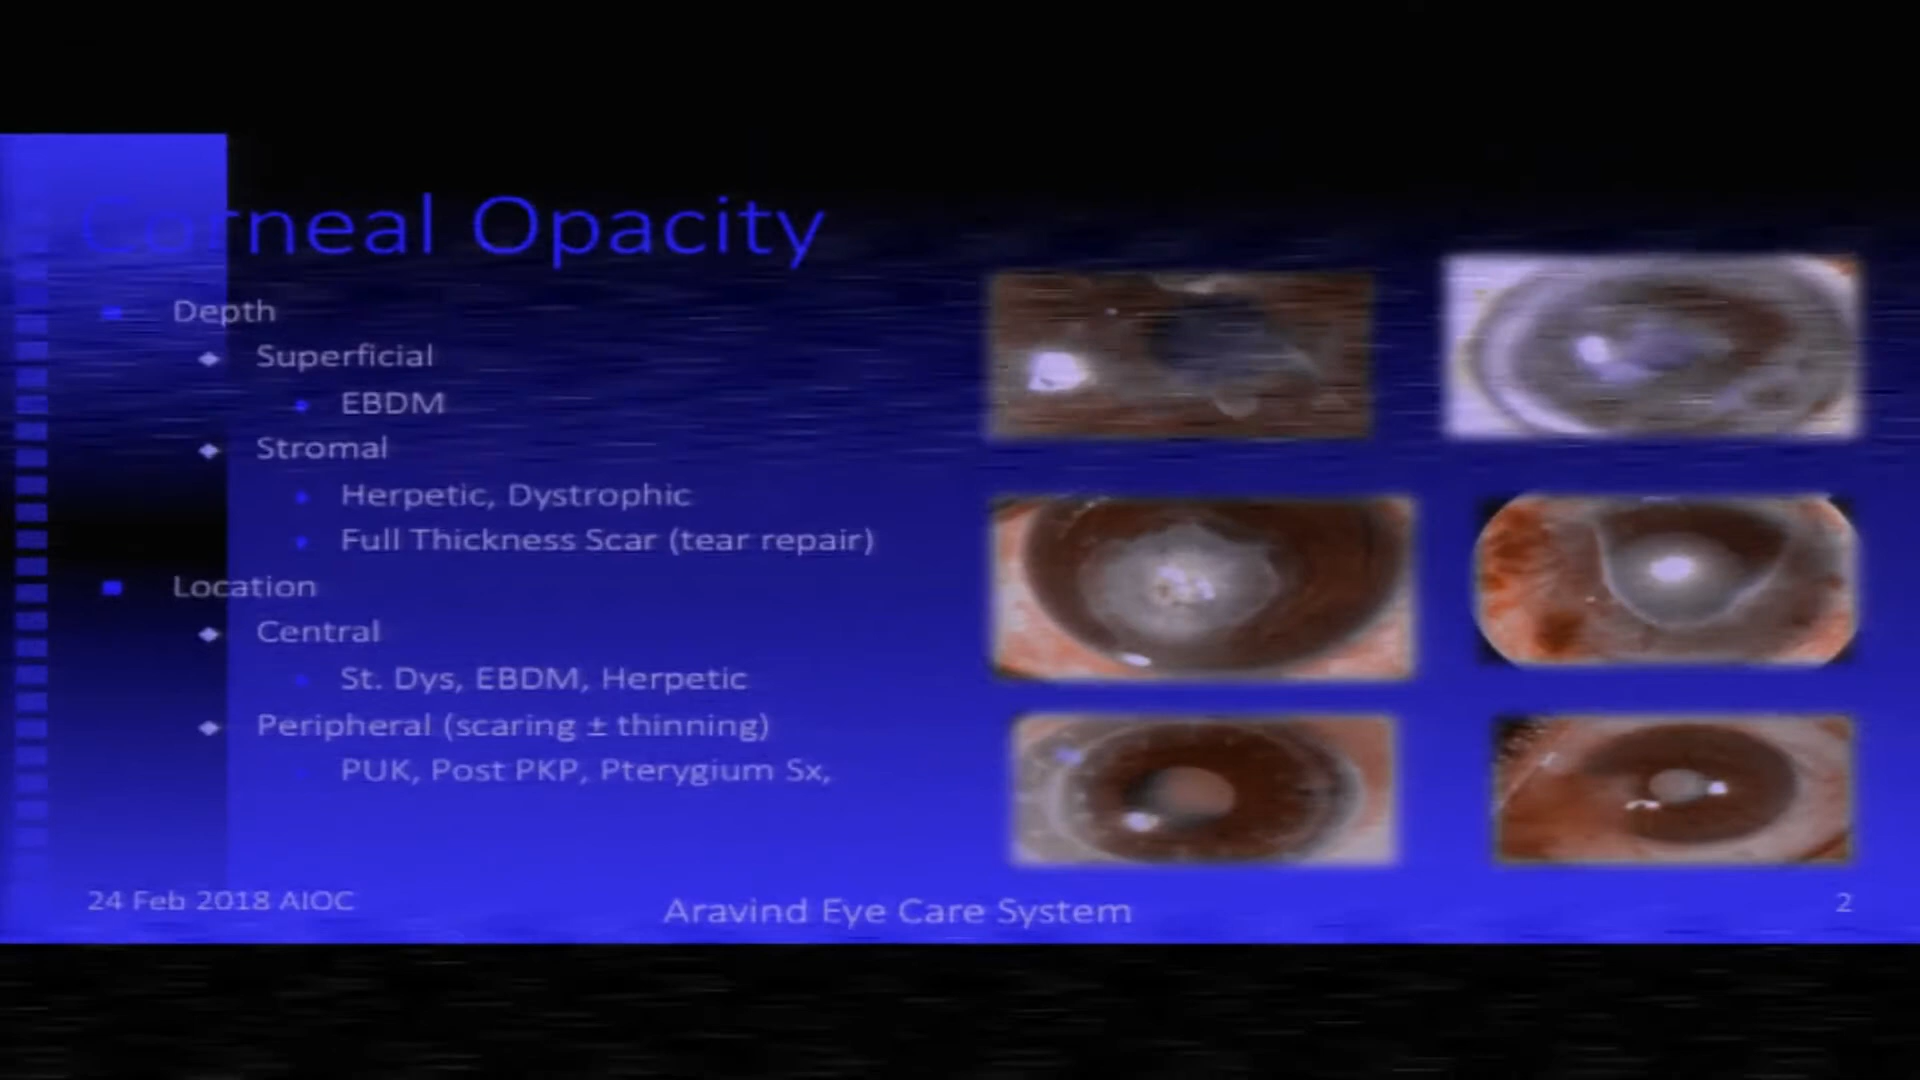 Corneal Opacity
Depth
Superficial
EBDM
Stromal
Herpetic, Dystrophic
Full Thickness Scar (tear repair)
Location
Central
St. Dys, EBDM, Herpetic
Peripheral (scaring ± thinning)
PUK, Post PKP, Pterygium Sx,
24 Feb 2018 AIOC
Aravind Eye Care System
2